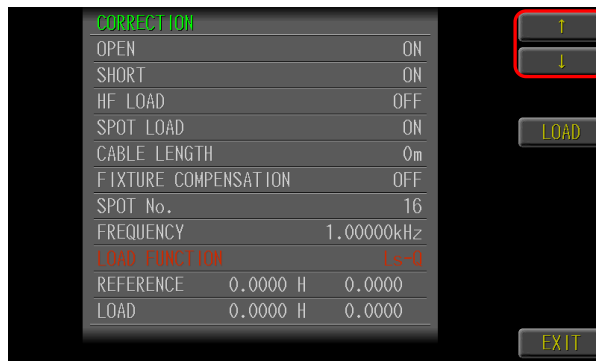 CORRECTION
OPEN ON
SHORT ON
HF LOAD OFF
SPOT LOAD ON
CABLE LENGTH 0m
FIXTURE COMPENSATION OFF
SPOT No. 16
FREQUENCY 1.00000kHz
LOAD FUNCTION Ls-Q
REFERENCE 0.0000 H 0.0000
LOAD 0.0000 H 0.0000
↑
↓
LOAD
EXIT